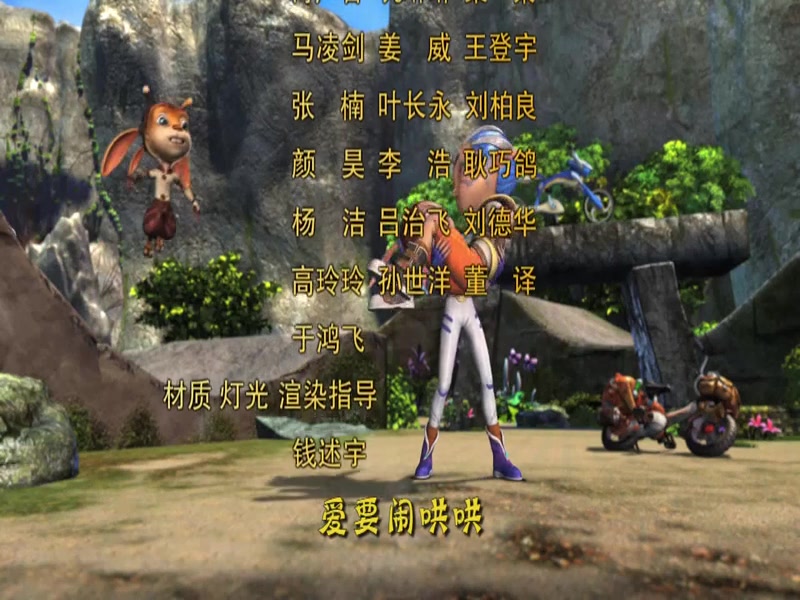 马凌剑 姜 威 王登宇
张 楠 叶长永 刘柏良
颜 昊 李 浩 耿巧鸽
杨 洁 吕治飞 刘德华
高玲玲 孙世洋 董 译
于鸿飞
材质 灯光 渲染指导
钱述宇
爱要闹哄哄